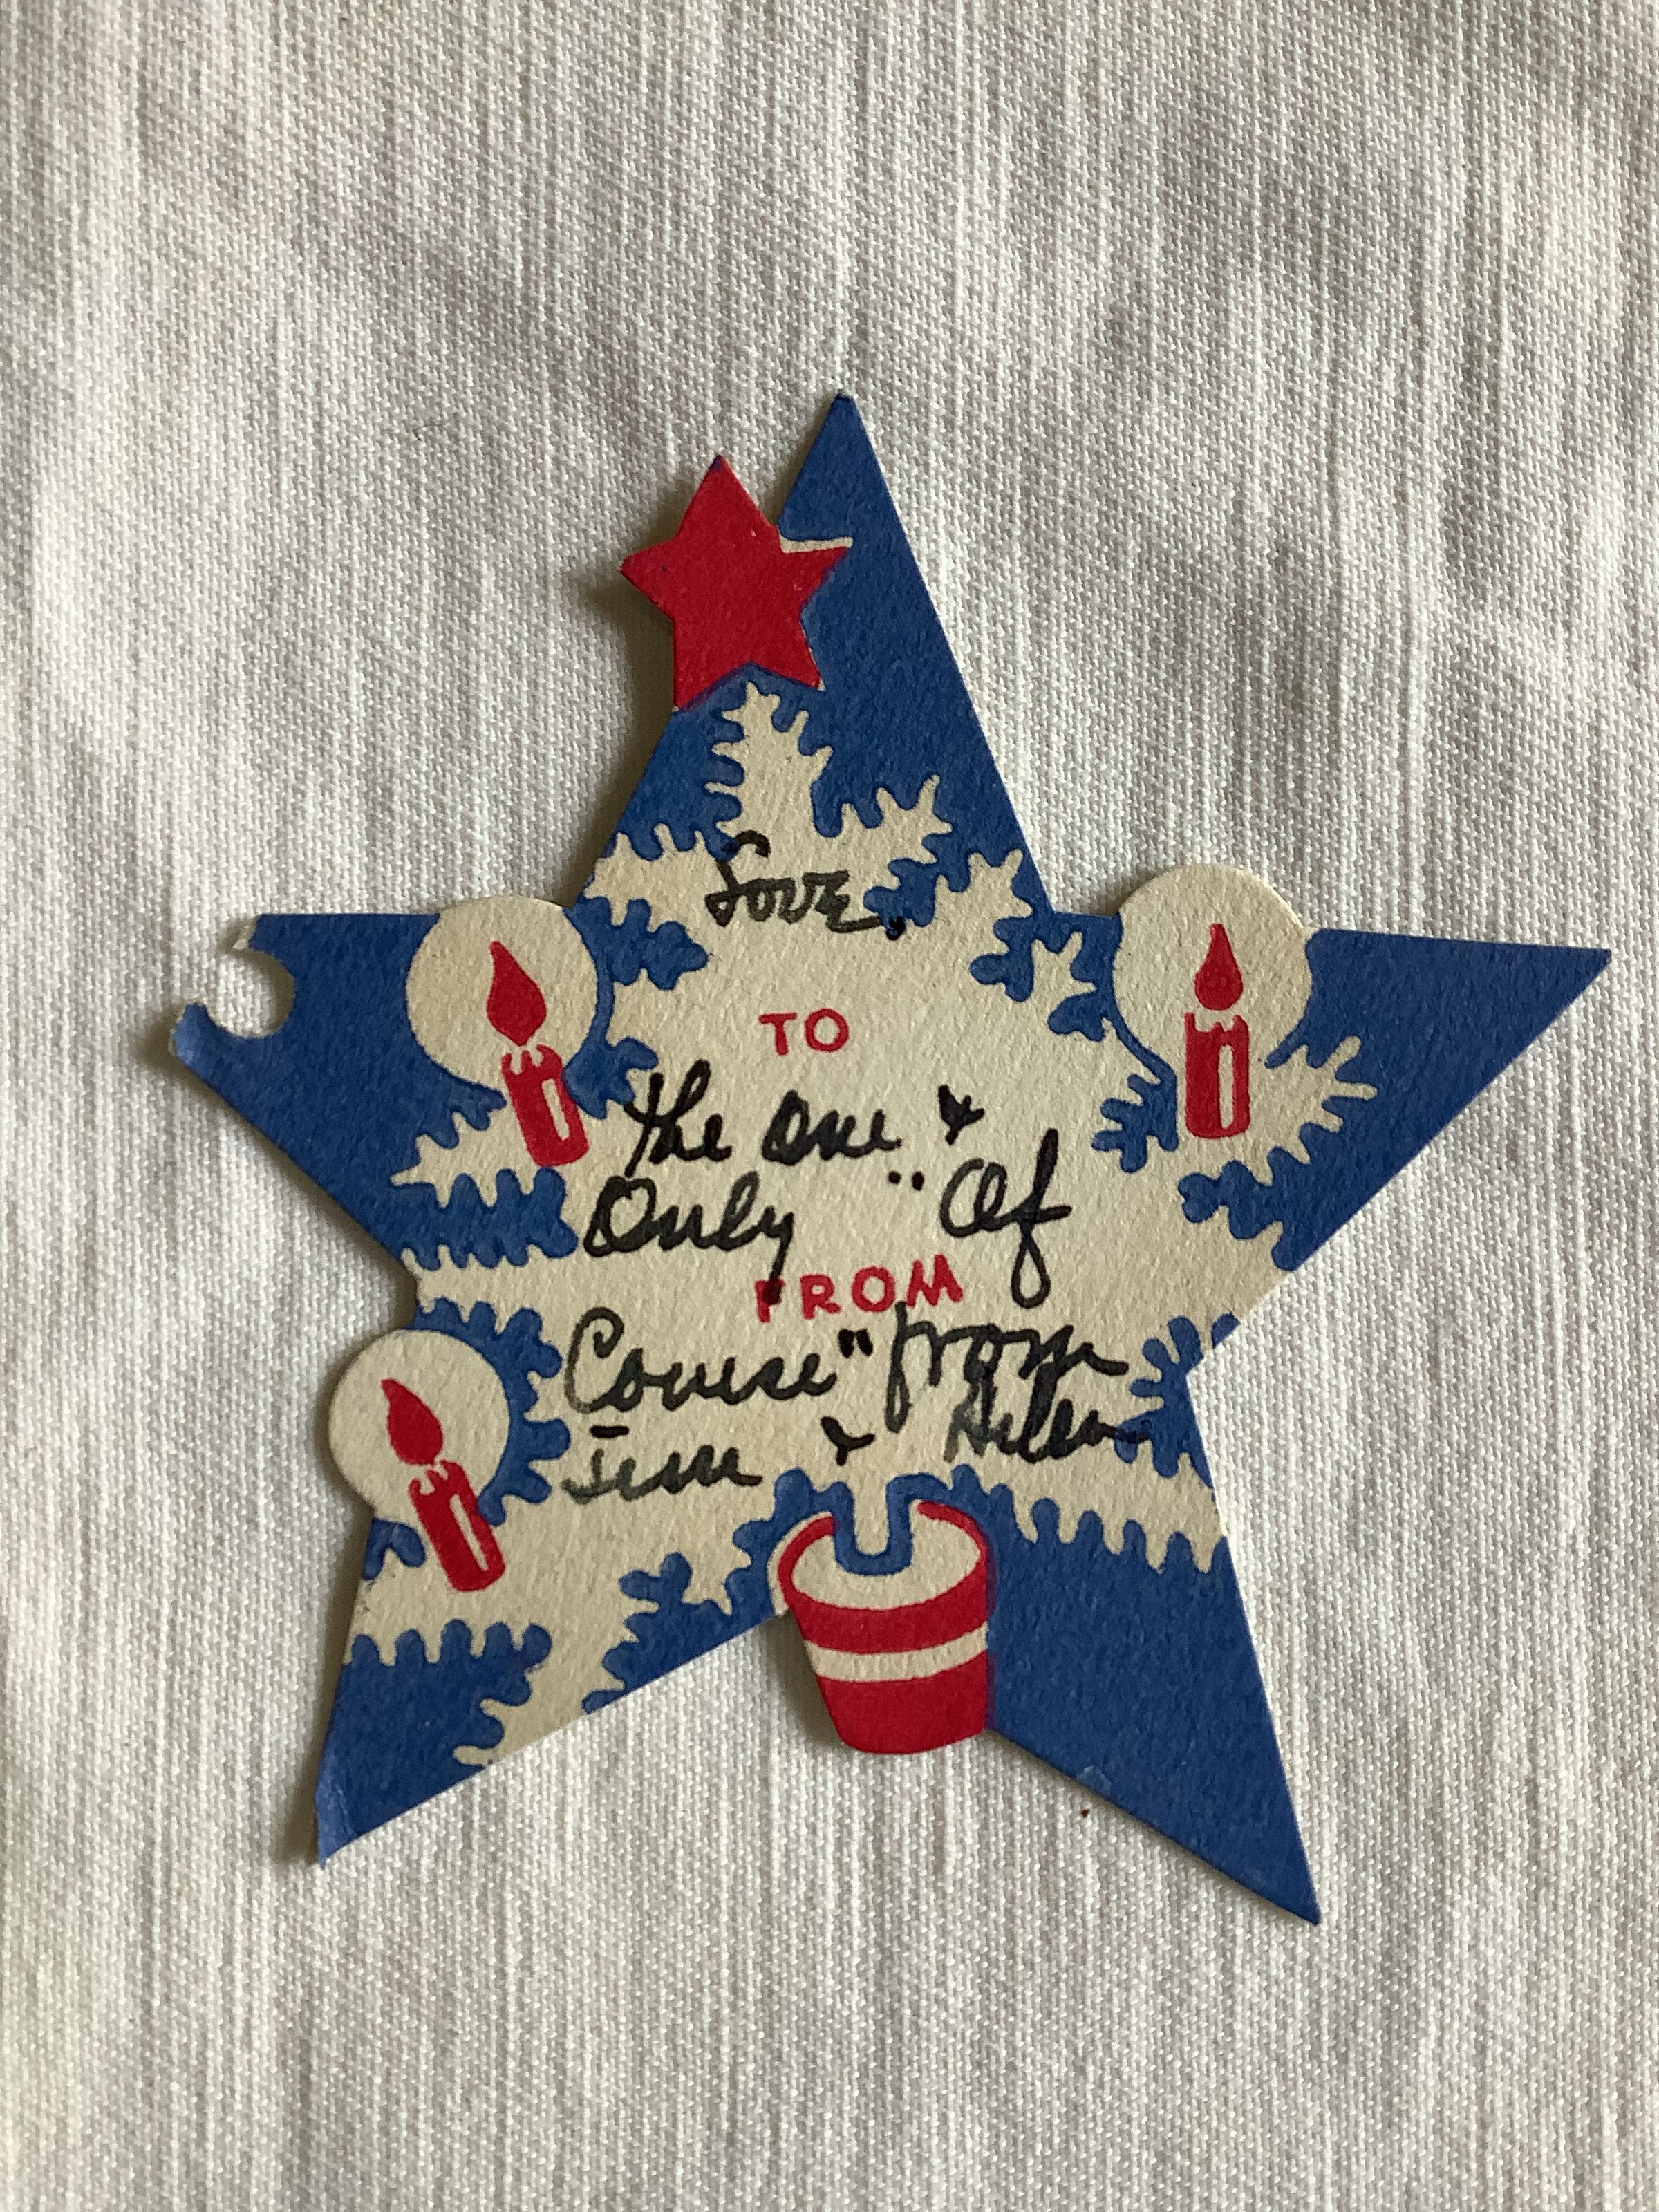 Love,
TO
The one &
Only "Of
FROM
Course" from
&
Helen